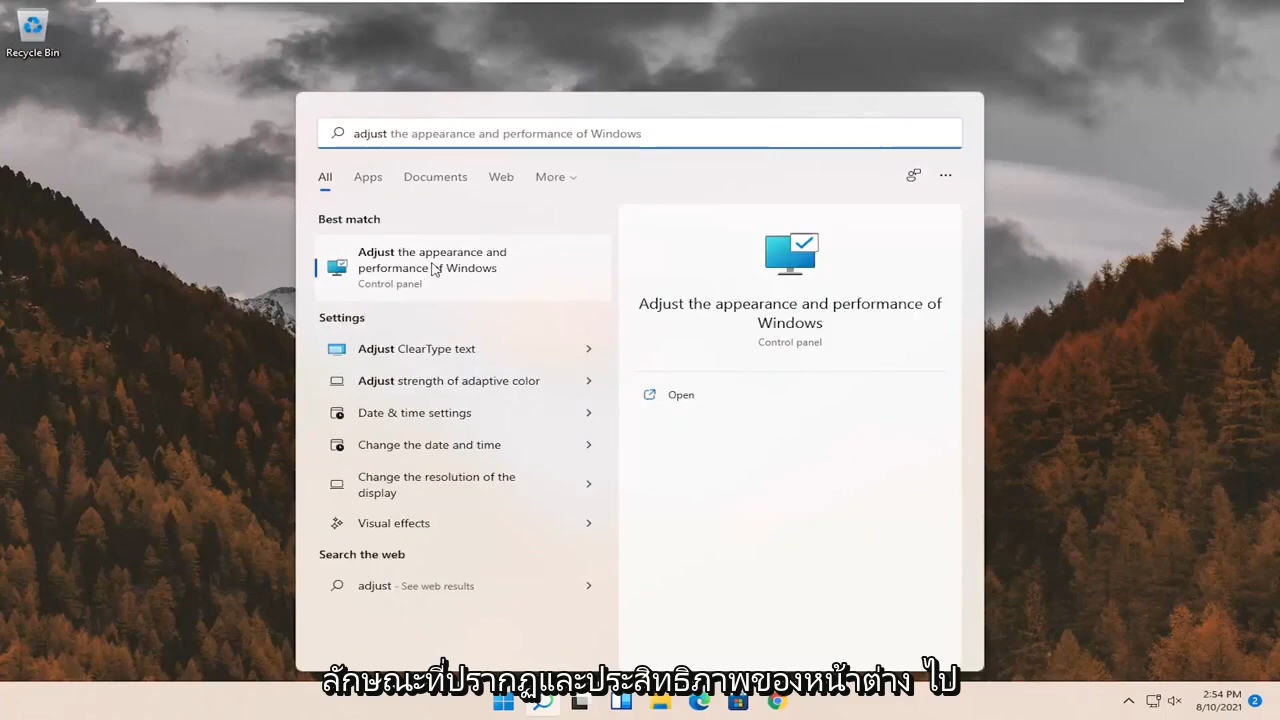 Recycle Bin
adjust the appearance and performance of Windows
All Apps Documents Web More
Best match
Adjust the appearance and
performance of Windows
Control panel
Settings
Adjust ClearType text
Adjust strength of adaptive color
Date & time settings
Change the date and time
Change the resolution of the
display
Visual effects
Search the web
adjust - See web results
Adjust the appearance and performance of
Windows
Control panel
Open
ลักษณะที่ปรากฏและประสิทธิภาพของหน้าต่าง ไป
2:54 PM
8/10/2021
2